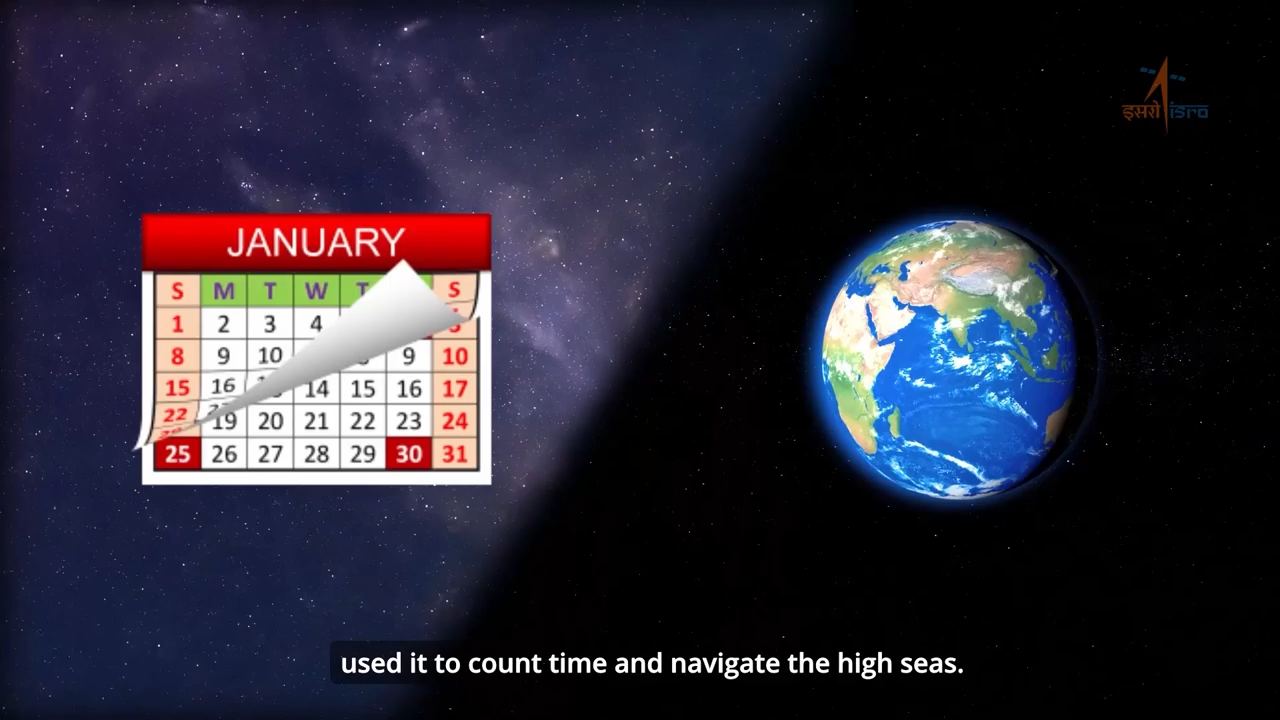 इसरो isro
JANUARY
S M T W T S
1 2 3 4
8 9 10 9 10
15 16 14 15 16 17
22 19 20 21 22 23 24
25 26 27 28 29 30 31
used it to count time and navigate the high seas.